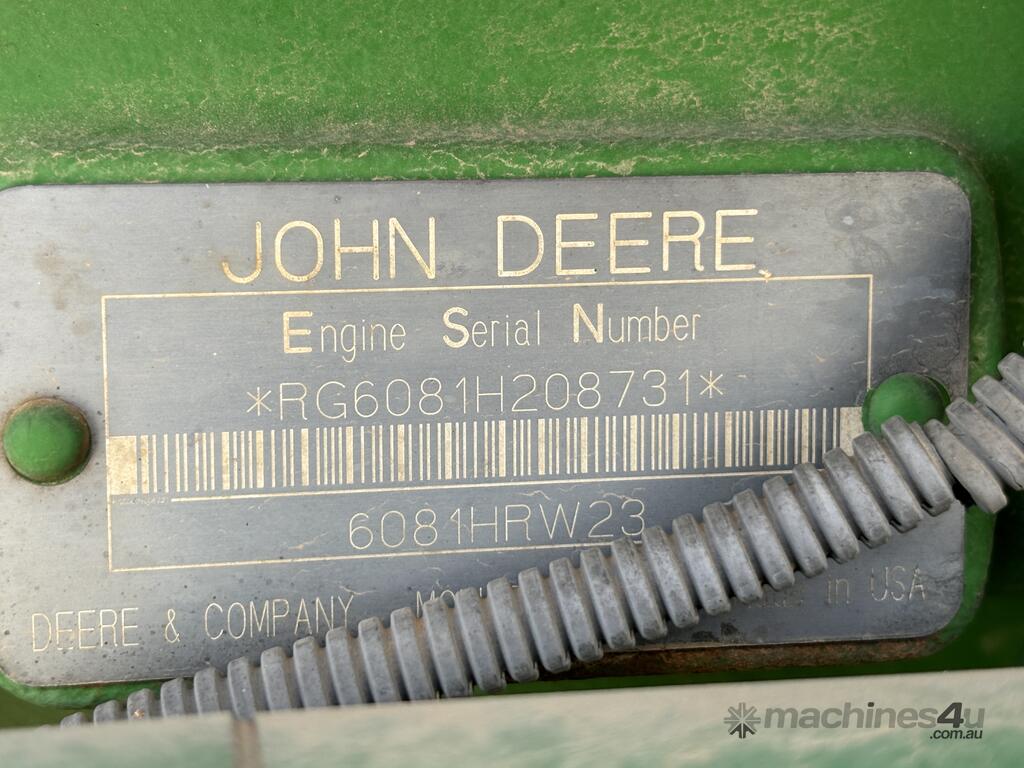 JOHN DEERE
Engine Serial Number
*RG6081H208731*
6081HRW23
DEERE & COMPANY
in USA
machines4u
.com.au